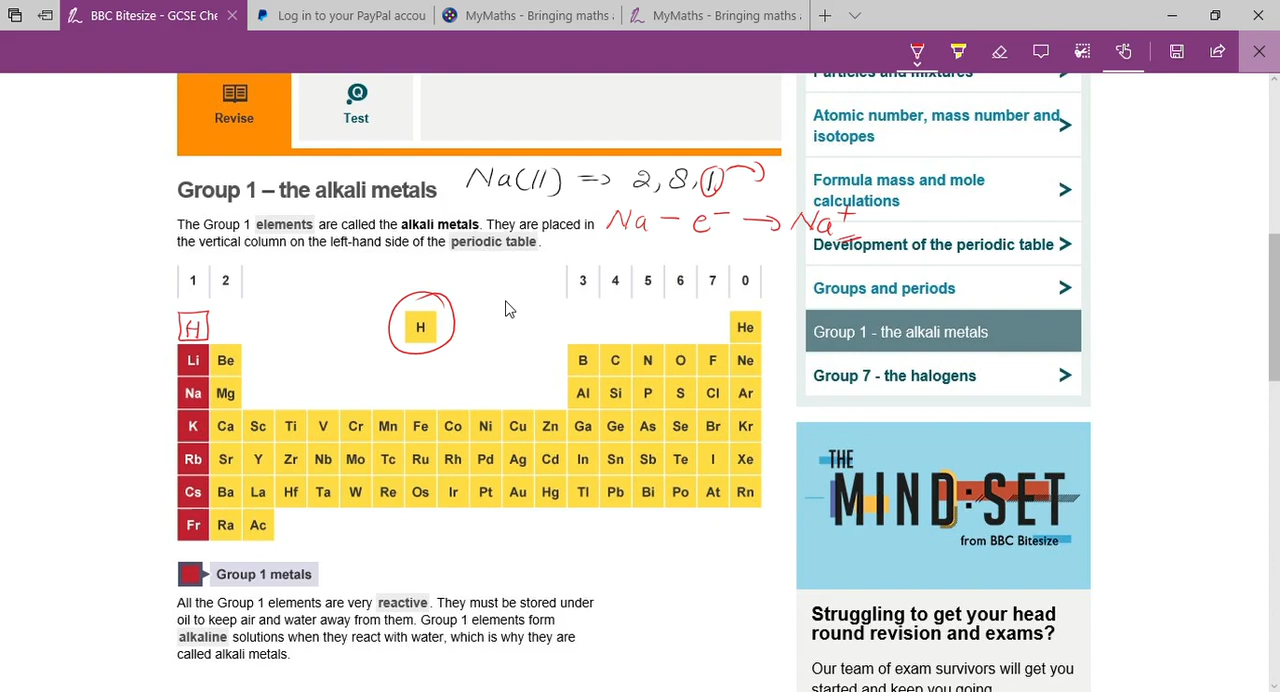 BBC Bitesize - GCSE Che
Log in to your PayPal accou
MyMaths - Bringing maths a
MyMaths - Bringing maths a
Revise
Test
Group 1 – the alkali metals
Na(11) => 2, 8, 1
The Group 1 elements are called the alkali metals. They are placed in
the vertical column on the left-hand side of the periodic table.
Na - e⁻ → Na⁺
1 2 3 4 5 6 7 0
H H He
Li Be B C N O F Ne
Na Mg Al Si P S Cl Ar
K Ca Sc Ti V Cr Mn Fe Co Ni Cu Zn Ga Ge As Se Br Kr
Rb Sr Y Zr Nb Mo Tc Ru Rh Pd Ag Cd In Sn Sb Te I Xe
Cs Ba La Hf Ta W Re Os Ir Pt Au Hg Tl Pb Bi Po At Rn
Fr Ra Ac
Group 1 metals
All the Group 1 elements are very reactive. They must be stored under
oil to keep air and water away from them. Group 1 elements form
alkaline solutions when they react with water, which is why they are
called alkali metals.
Particles and mixtures
Atomic number, mass number and
isotopes
Formula mass and mole
calculations
Development of the periodic table
Groups and periods
Group 1 - the alkali metals
Group 7 - the halogens
THE
MIND:SET
from BBC Bitesize
Struggling to get your head
round revision and exams?
Our team of exam survivors will get you
started and keep you going.